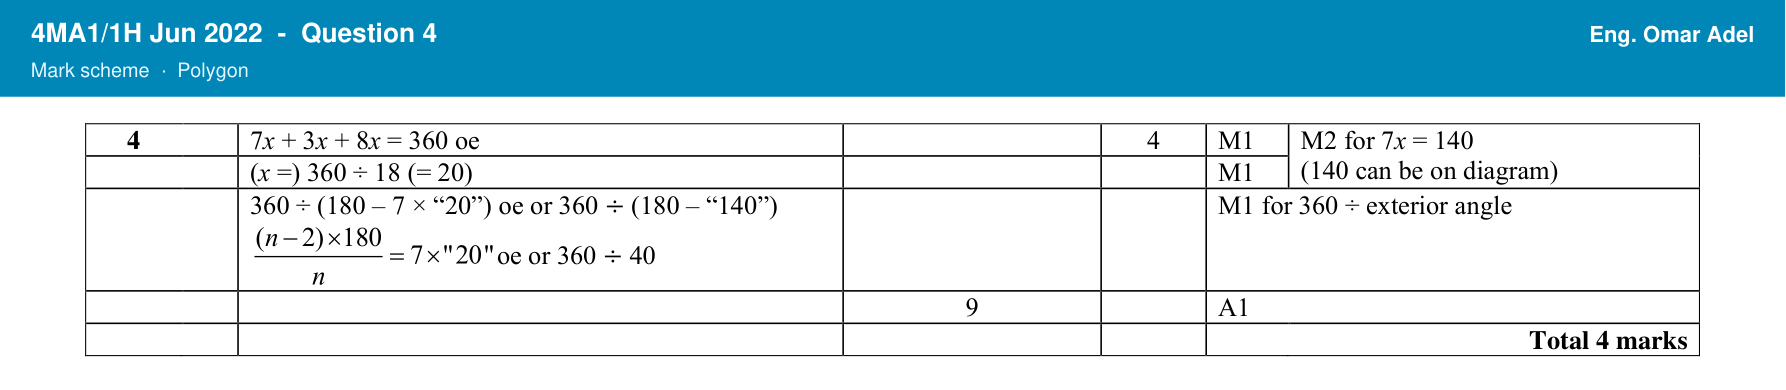 4MA1/1H Jun 2022 - Question 4
Eng. Omar Adel
Mark scheme · Polygon
4 7x + 3x + 8x = 360 oe 4 M1 M2 for 7x = 140
(x =) 360 ÷ 18 (= 20) M1 (140 can be on diagram)
360 ÷ (180 – 7 × “20”) oe or 360 ÷ (180 – “140”) M1 for 360 ÷ exterior angle
(n – 2)×180 / n = 7×"20" oe or 360 ÷ 40
9 A1
Total 4 marks